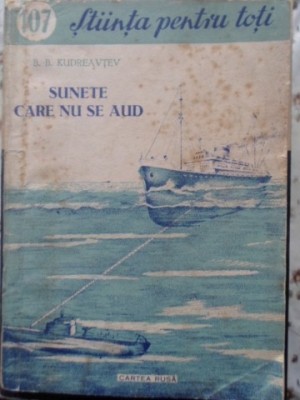 107 Știința pentru toți
B. B. KUDREAVȚEV
SUNETE
CARE NU SE AUD
CARTEA RUSĂ